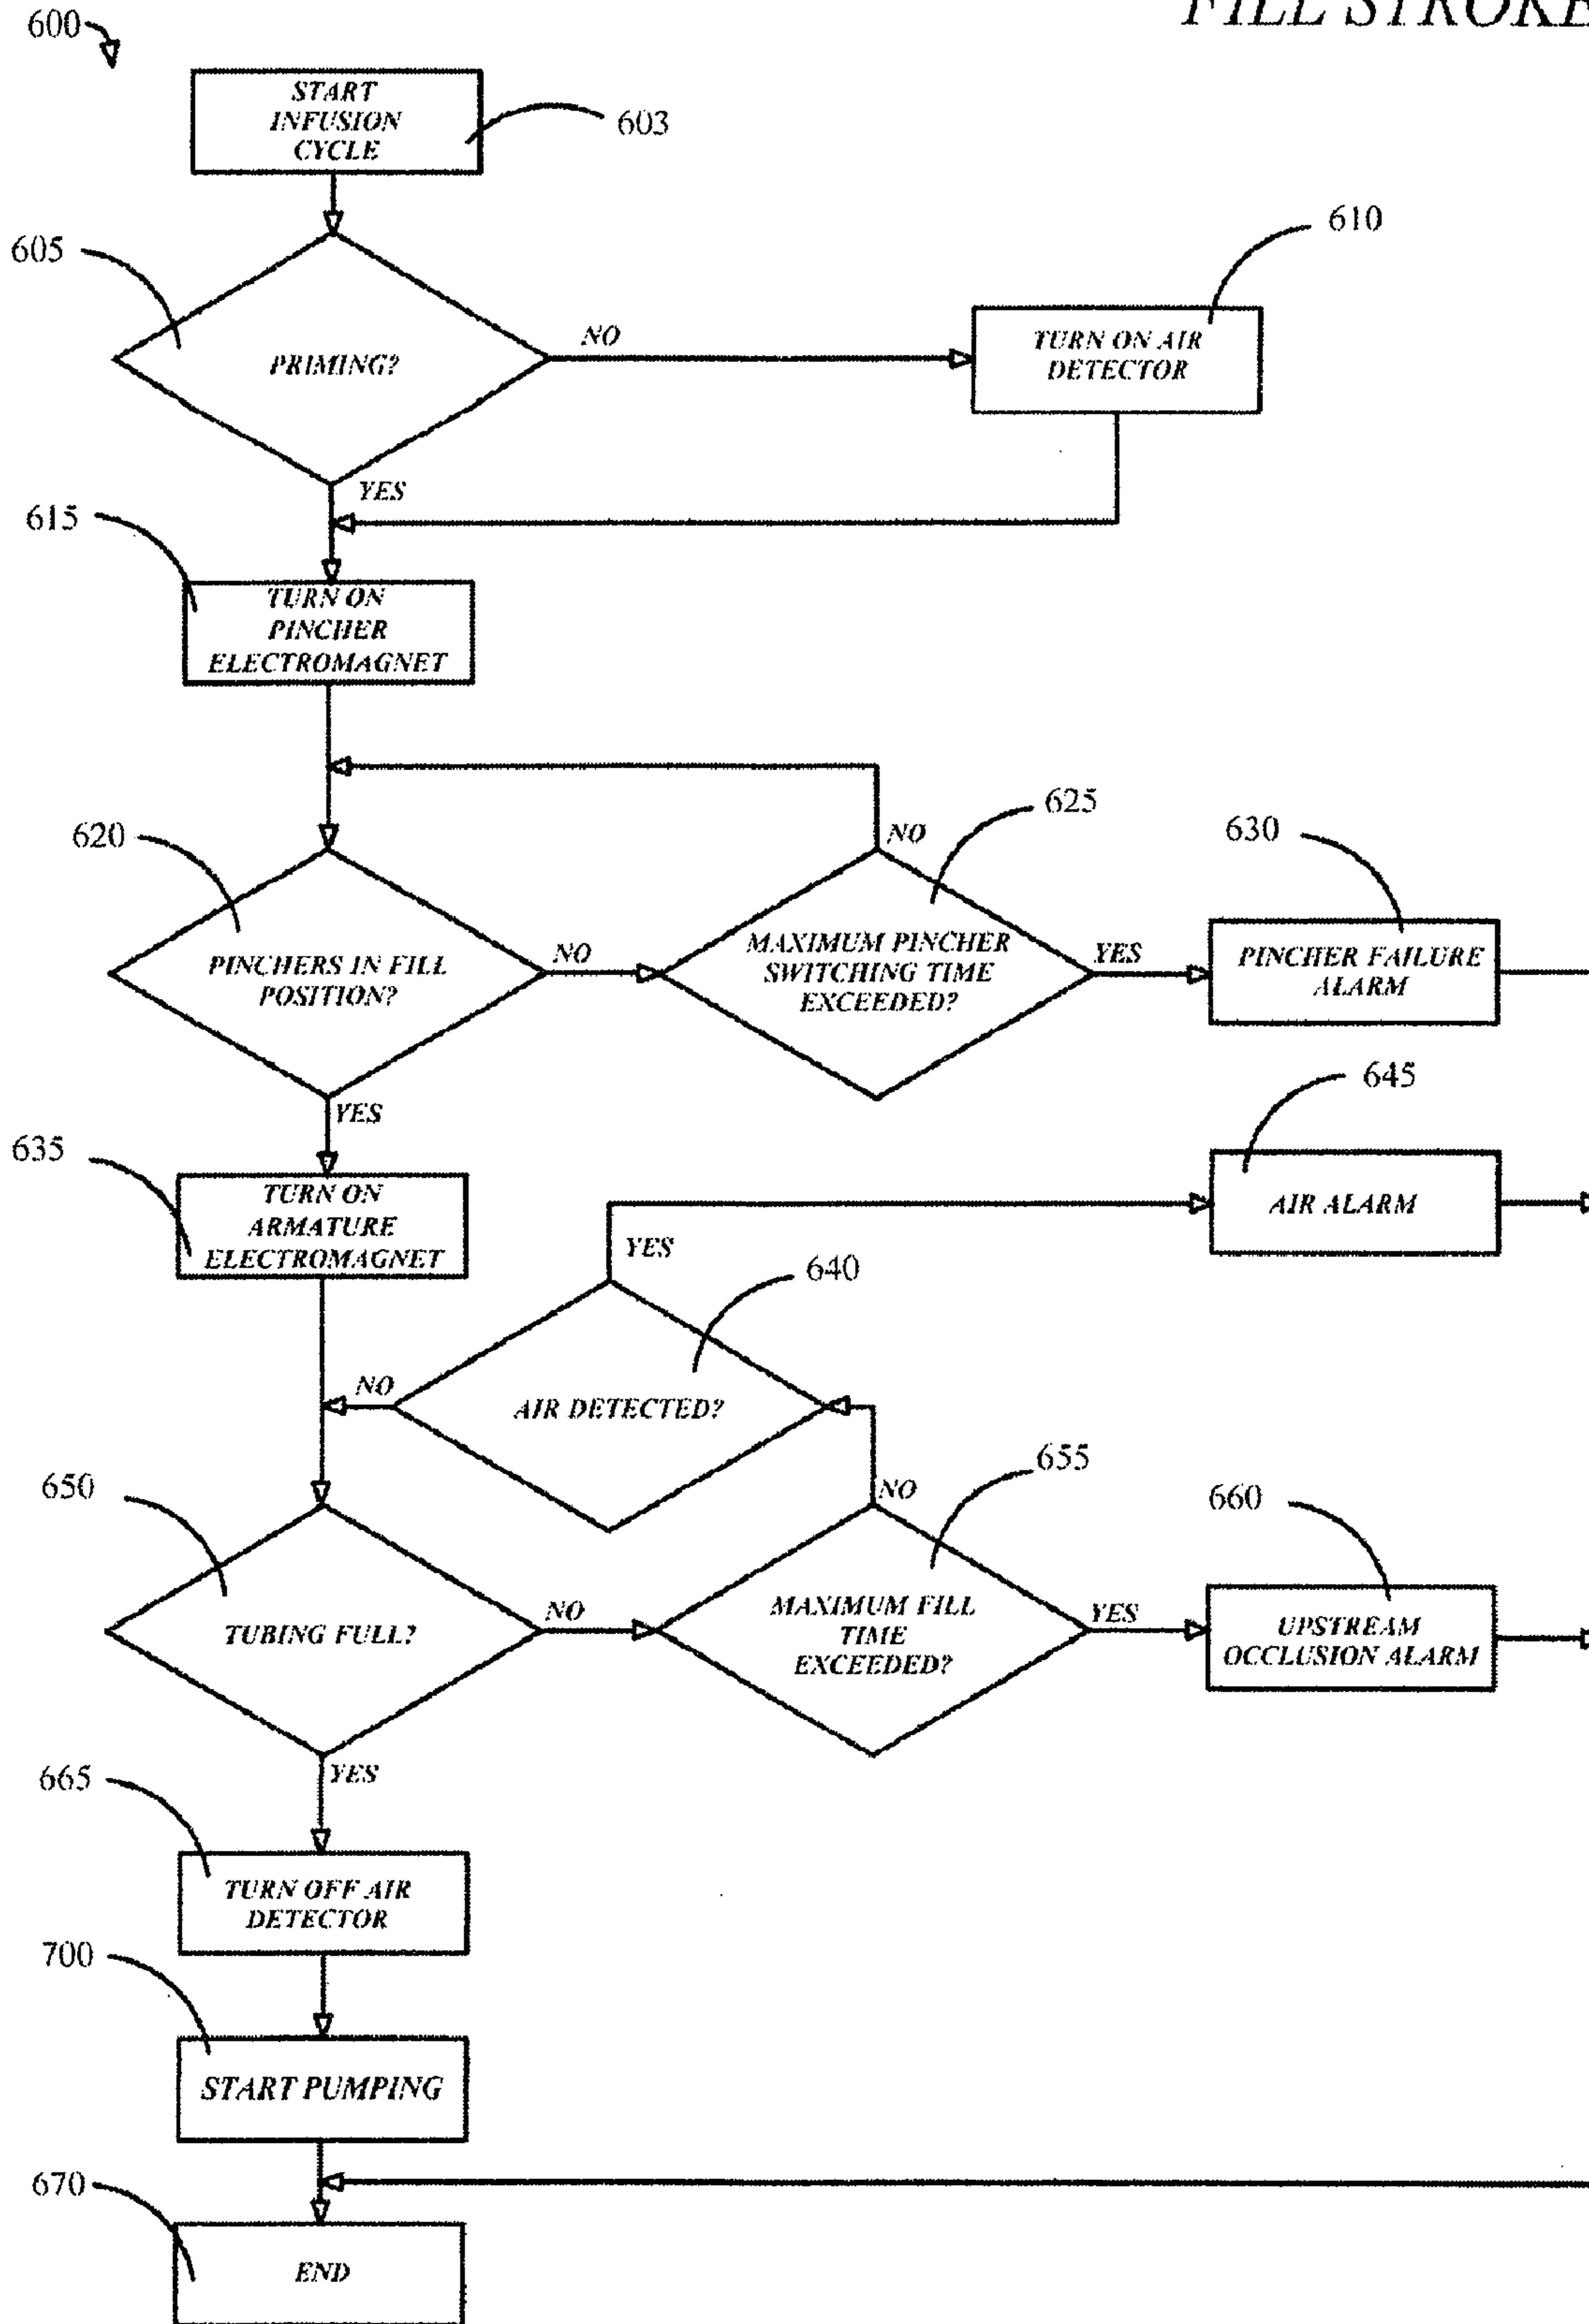 FILL STROKE
600
START
INFUSION
CYCLE
603
605
PRIMING?
NO
610
TURN ON AIR
DETECTOR
YES
615
TURN ON
PINCHER
ELECTROMAGNET
620
PINCHERS IN FILL
POSITION?
NO
625
NO
MAXIMUM PINCHER
SWITCHING TIME
EXCEEDED?
YES
630
PINCHER FAILURE
ALARM
YES
635
TURN ON
ARMATURE
ELECTROMAGNET
645
AIR ALARM
YES
640
NO
AIR DETECTED?
650
TUBING FULL?
NO
655
NO
MAXIMUM FILL
TIME
EXCEEDED?
YES
660
UPSTREAM
OCCLUSION ALARM
YES
665
TURN OFF AIR
DETECTOR
700
START PUMPING
670
END